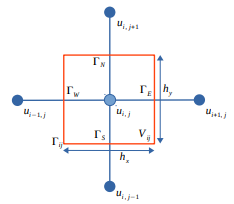 u_{i, j+1}
Γ_N
Γ_W Γ_E h_y
u_{i−1, j} u_{i, j} u_{i+1, j}
Γ_{ij} Γ_S V_{ij}
h_x
u_{i, j−1}